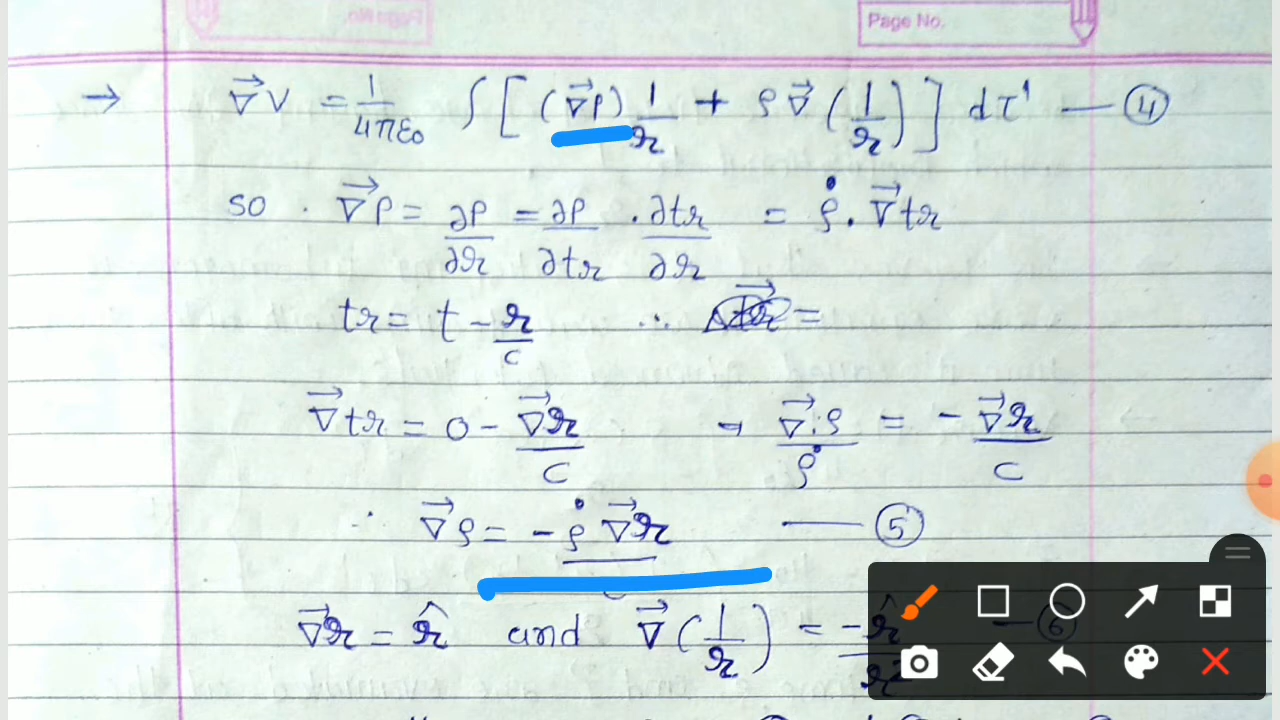 Page No.
→ ∇⃗V = 1/4πε₀ ∫ [ (∇⃗ρ) 1/r + ρ ∇⃗ (1/r) ] dτ' — ④
so . ∇⃗ρ = ∂ρ/∂r = ∂ρ/∂tr . ∂tr/∂r = ρ̇ . ∇⃗tr
tr = t - r/c ∴ =
∇⃗tr = 0 - ∇⃗r/c ⇒ ∇⃗.ρ/ρ̇ = - ∇⃗r/c
∴ ∇⃗ρ = - ρ̇ ∇⃗r — ⑤
∇⃗r = r̂ and ∇⃗ (1/r) = -r̂/r² — ⑥